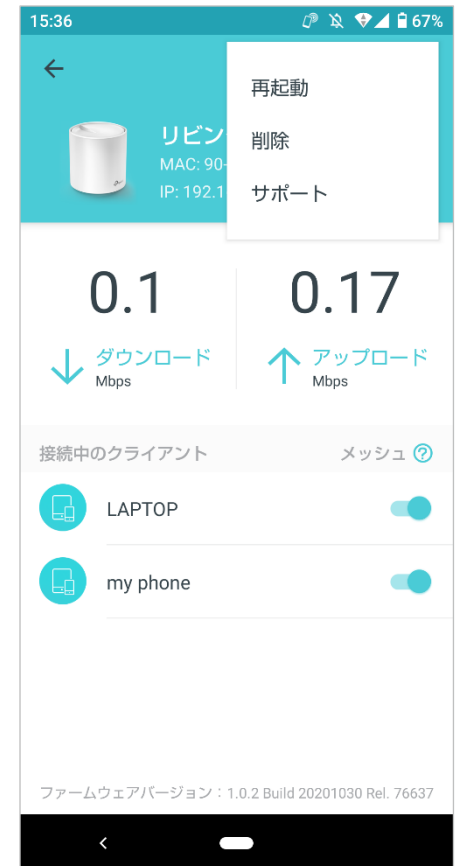 15:36
67%
再起動
削除
サポート
リビン
MAC: 90-
IP: 192.1
0.1
0.17
ダウンロード
Mbps
アップロード
Mbps
接続中のクライアント
メッシュ ?
LAPTOP
my phone
ファームウェアバージョン：1.0.2 Build 20201030 Rel. 76637